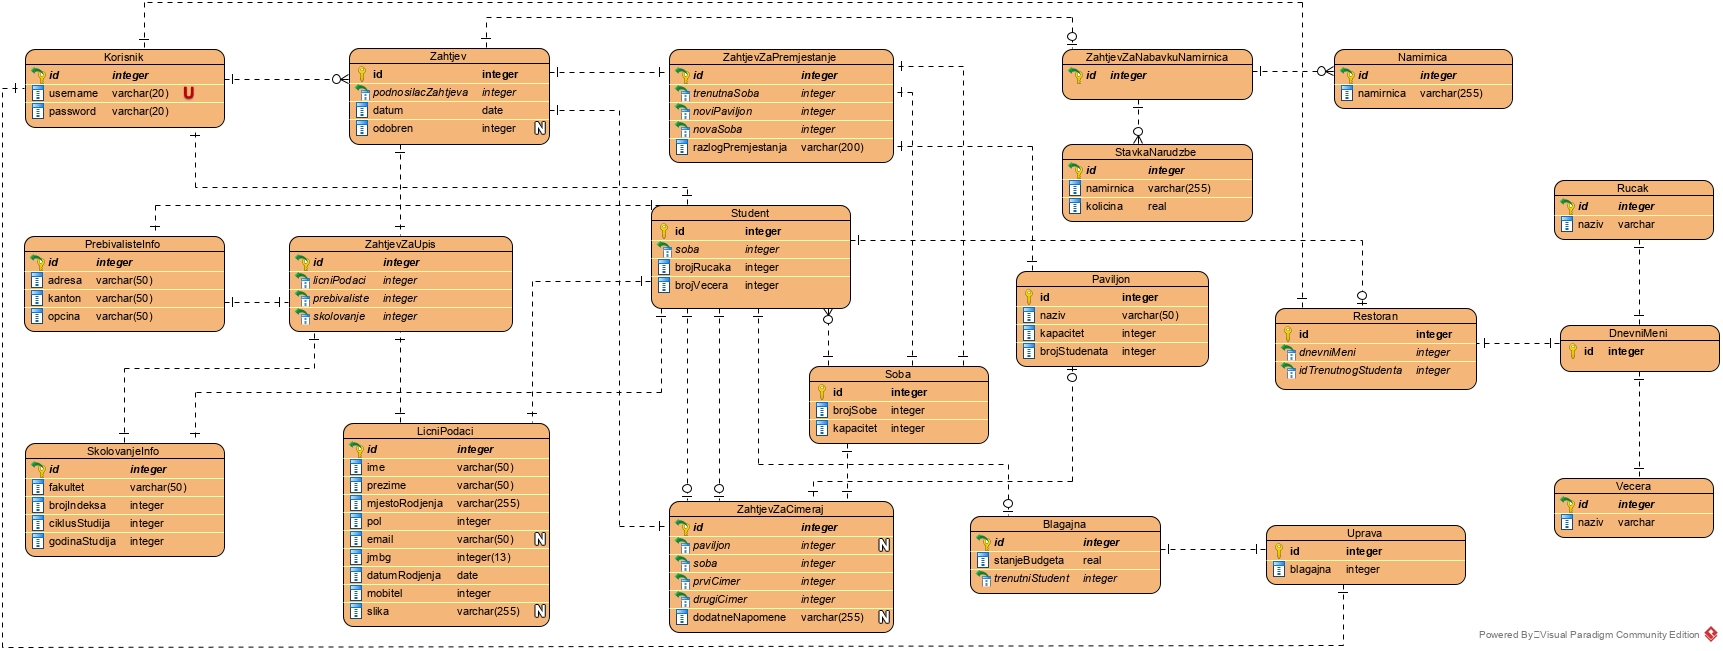 Korisnik
id integer
username varchar(20) U
password varchar(20)
Zahtjev
id integer
podnosilacZahtjeva integer
datum date
odobren integer N
ZahtjevZaPremjestanje
id integer
trenutnaSoba integer
noviPaviljon integer
novaSoba integer
razlogPremjestanja varchar(200)
ZahtjevZaNabavkuNamirnica
id integer
Namirnica
id integer
namirnica varchar(255)
StavkaNarudzbe
id integer
namirnica varchar(255)
kolicina real
Rucak
id integer
naziv varchar
PrebivalisteInfo
id integer
adresa varchar(50)
kanton varchar(50)
opcina varchar(50)
ZahtjevZaUpis
id integer
licniPodaci integer
prebivaliste integer
skolovanje integer
Student
id integer
soba integer
brojRucaka integer
brojVecera integer
Paviljon
id integer
naziv varchar(50)
kapacitet integer
brojStudenata integer
Restoran
id integer
dnevniMeni integer
idTrenutnogStudenta integer
DnevniMeni
id integer
Soba
id integer
brojSobe integer
kapacitet integer
SkolovanjeInfo
id integer
fakultet varchar(50)
brojIndeksa integer
ciklusStudija integer
godinaStudija integer
LicniPodaci
id integer
ime varchar(50)
prezime varchar(50)
mjestoRodjenja varchar(255)
pol integer
email varchar(50) N
jmbg integer(13)
datumRodjenja date
mobitel integer
slika varchar(255) N
ZahtjevZaCimeraj
id integer
paviljon integer N
soba integer
prviCimer integer
drugiCimer integer
dodatneNapomene varchar(255) N
Blagajna
id integer
stanjeBudgeta real
trenutniStudent integer
Uprava
id integer
blagajna integer
Vecera
id integer
naziv varchar
Powered By Visual Paradigm Community Edition